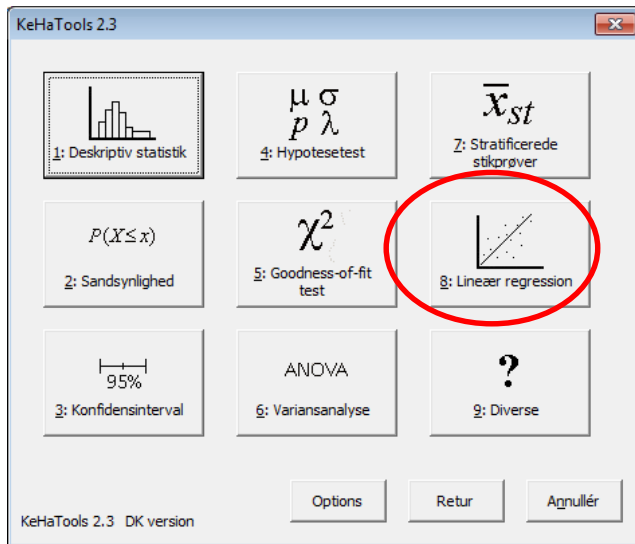 KeHaTools 2.3
1: Deskriptiv statistik
μ σ
p λ
4: Hypotesetest
x̅st
7: Stratificerede
stikprøver
P(X≤x)
2: Sandsynlighed
χ²
5: Goodness-of-fit
test
8: Lineær regression
95%
3: Konfidensinterval
ANOVA
6: Variansanalyse
?
9: Diverse
Options
Retur
Annullér
KeHaTools 2.3 DK version